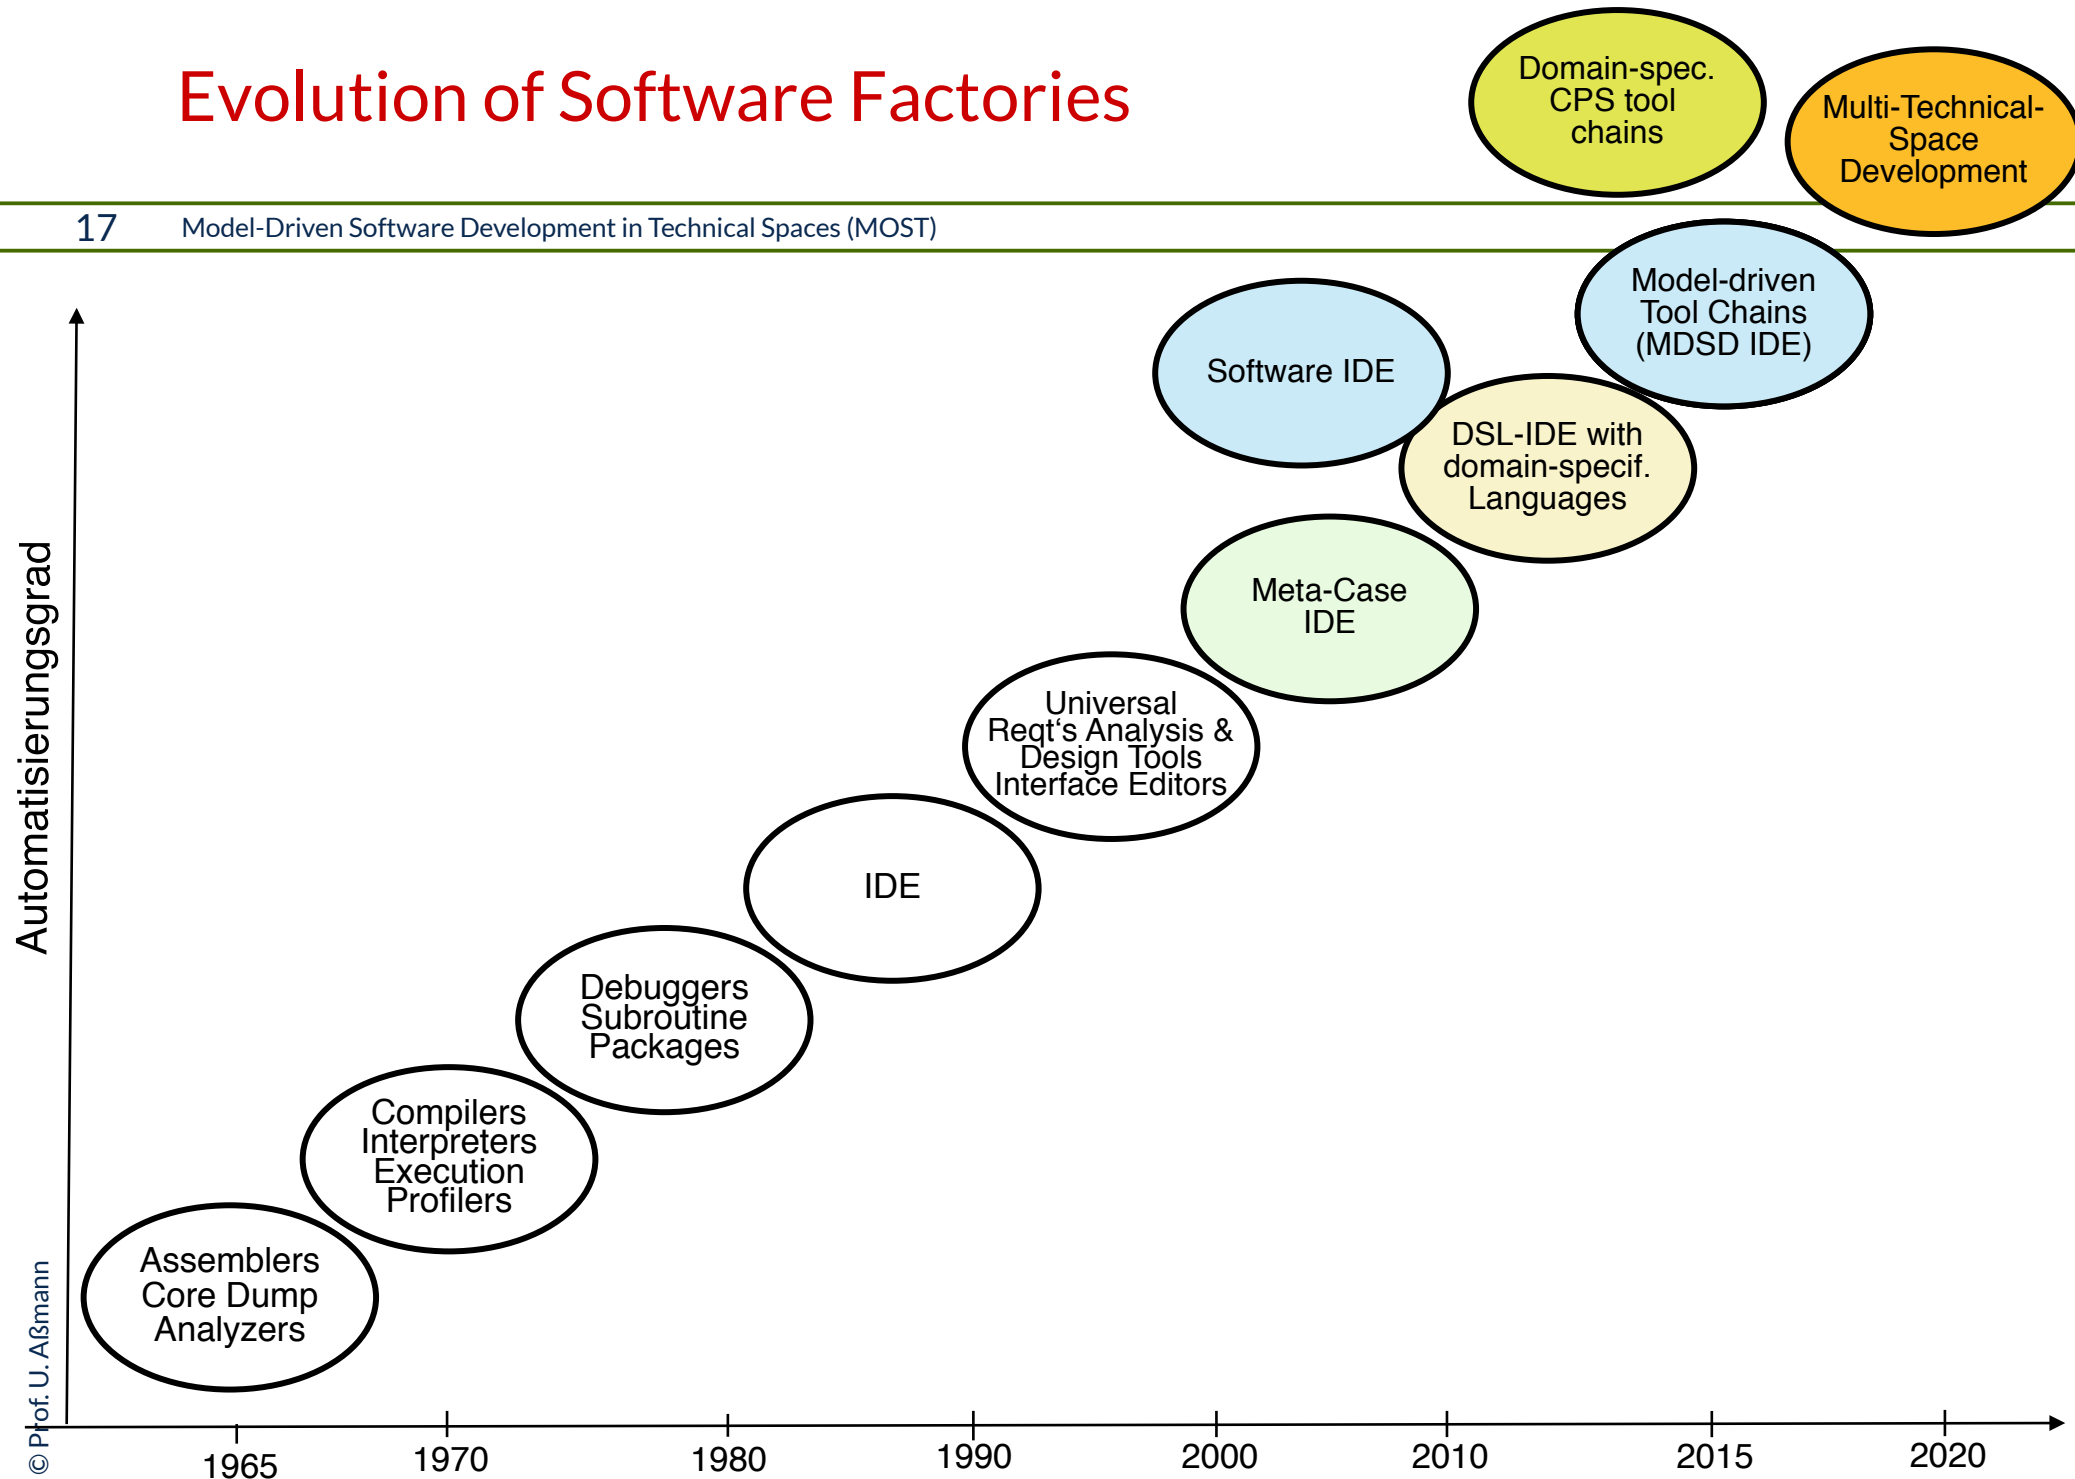 Evolution of Software Factories
17
Model-Driven Software Development in Technical Spaces (MOST)
Domain-spec.
CPS tool
chains
Multi-Technical-
Space
Development
Model-driven
Tool Chains
(MDSD IDE)
Software IDE
DSL-IDE with
domain-specif.
Languages
Meta-Case
IDE
Universal
Reqt‘s Analysis &
Design Tools
Interface Editors
IDE
Debuggers
Subroutine
Packages
Compilers
Interpreters
Execution
Profilers
Assemblers
Core Dump
Analyzers
Automatisierungsgrad
© Prof. U. Aßmann
1965
1970
1980
1990
2000
2010
2015
2020